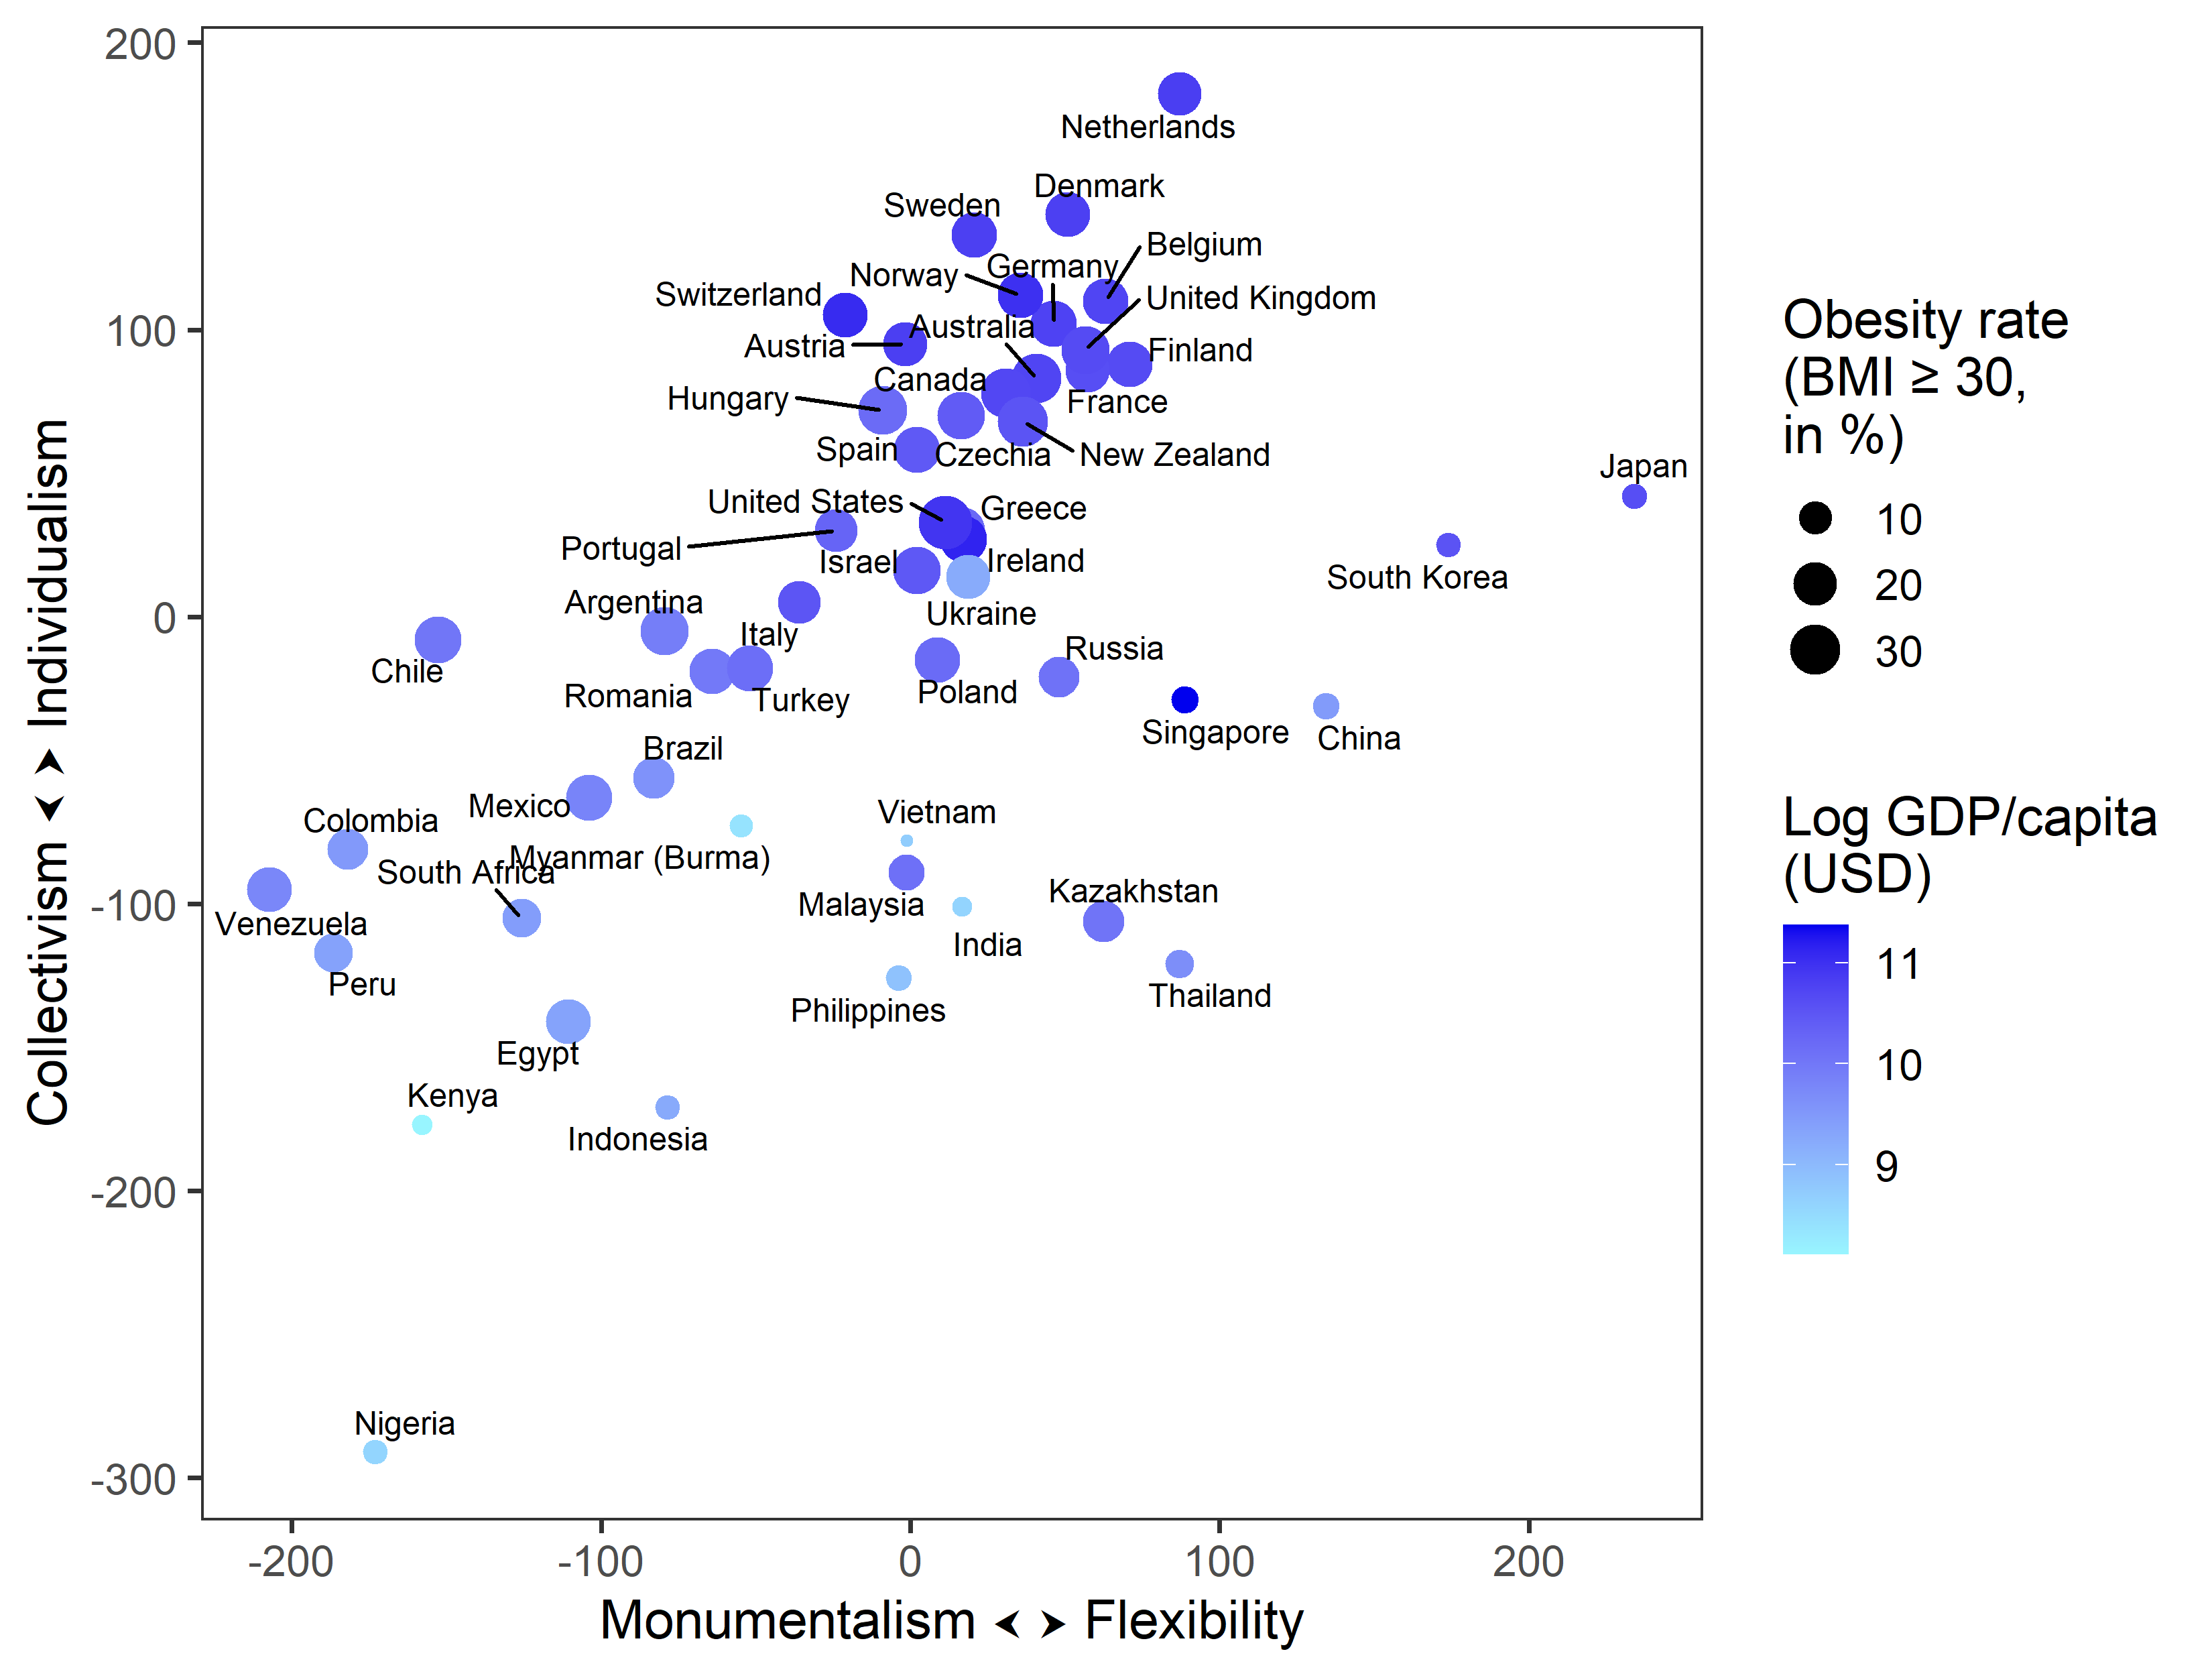 200
Netherlands
Denmark
Sweden
Belgium
Germany
Norway
Switzerland
United Kingdom
100
Australia
Austria
Finland
Canada
Hungary
France
Spain
Czechia
New Zealand
Japan
United States
Greece
Portugal
Israel
Ireland
South Korea
Argentina
Ukraine
0
Italy
Russia
Chile
Romania
Turkey
Poland
Singapore
China
Brazil
Mexico
Vietnam
Colombia
Myanmar (Burma)
South Africa
Kazakhstan
-100
Malaysia
Venezuela
India
Peru
Thailand
Philippines
Egypt
Kenya
Indonesia
-200
Nigeria
-300
Collectivism ⮜ ⮞ Individualism
-200
-100
0
100
200
Monumentalism ⮜ ⮞ Flexibility
Obesity rate
(BMI ≥ 30,
in %)
10
20
30
Log GDP/capita
(USD)
11
10
9